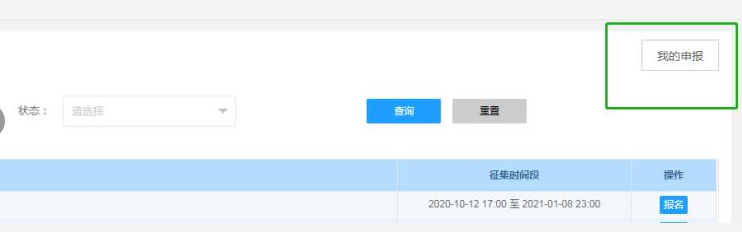 我的申报
状态： 请选择 查询 重置
征集时间段 操作
2020-10-12 17:00 至 2021-01-08 23:00 报名